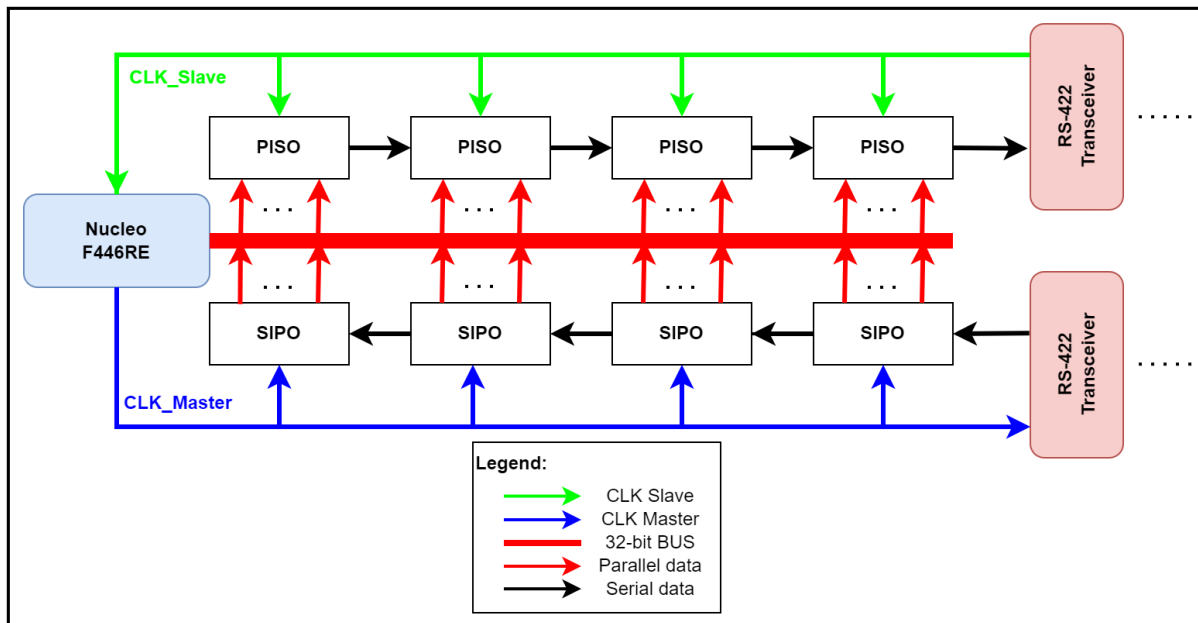 CLK_Slave
RS-422
Transceiver
. . . . .
PISO
PISO
PISO
PISO
. . .
. . .
. . .
. . .
Nucleo
F446RE
. . .
. . .
. . .
. . .
SIPO
SIPO
SIPO
SIPO
RS-422
Transceiver
. . . . .
CLK_Master
Legend:
CLK Slave
CLK Master
32-bit BUS
Parallel data
Serial data